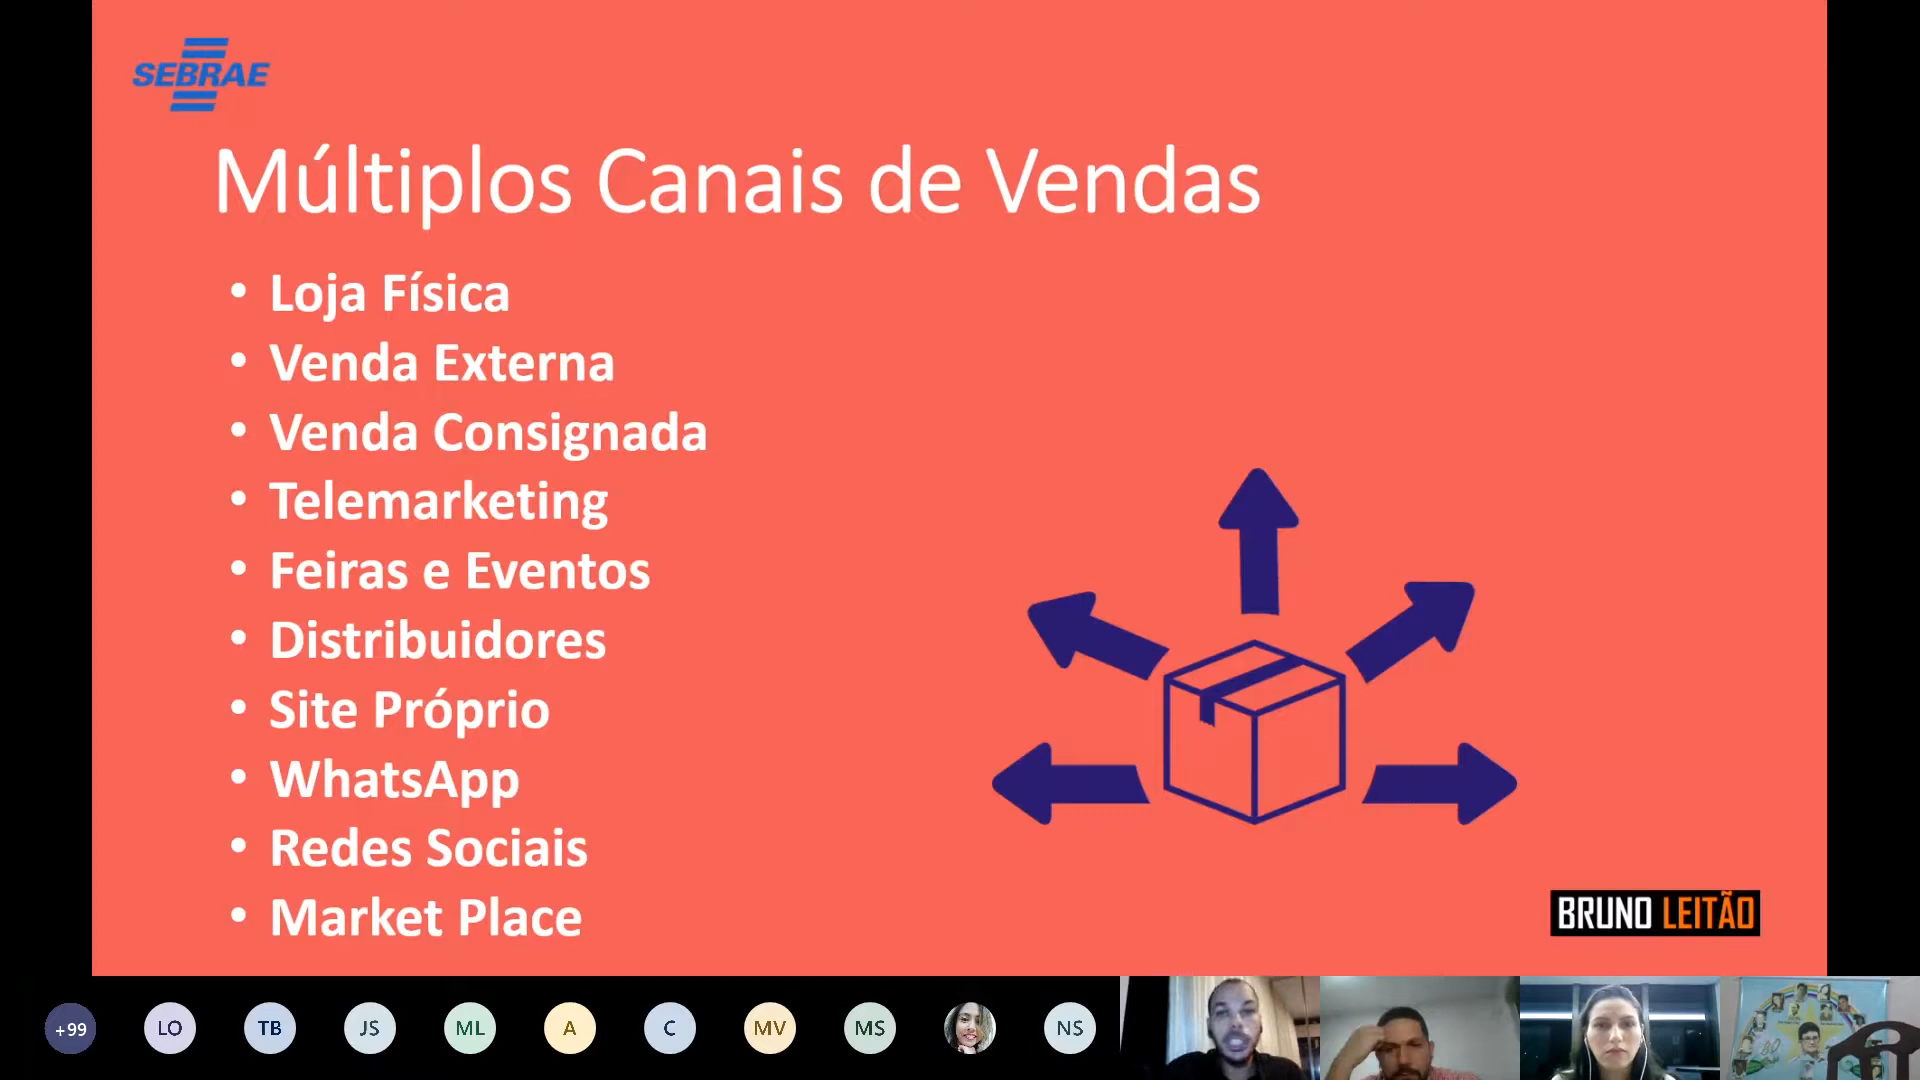 SEBRAE
Múltiplos Canais de Vendas
• Loja Física
• Venda Externa
• Venda Consignada
• Telemarketing
• Feiras e Eventos
• Distribuidores
• Site Próprio
• WhatsApp
• Redes Sociais
• Market Place
BRUNO LEITÃO
+99 LO TB JS ML A C MV MS NS